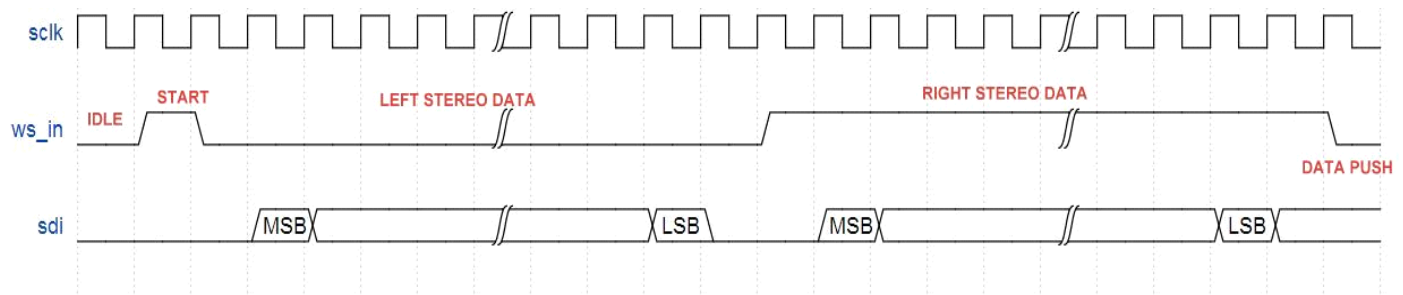 sclk
START
IDLE
LEFT STEREO DATA
RIGHT STEREO DATA
ws_in
DATA PUSH
sdi
MSB
LSB
MSB
LSB